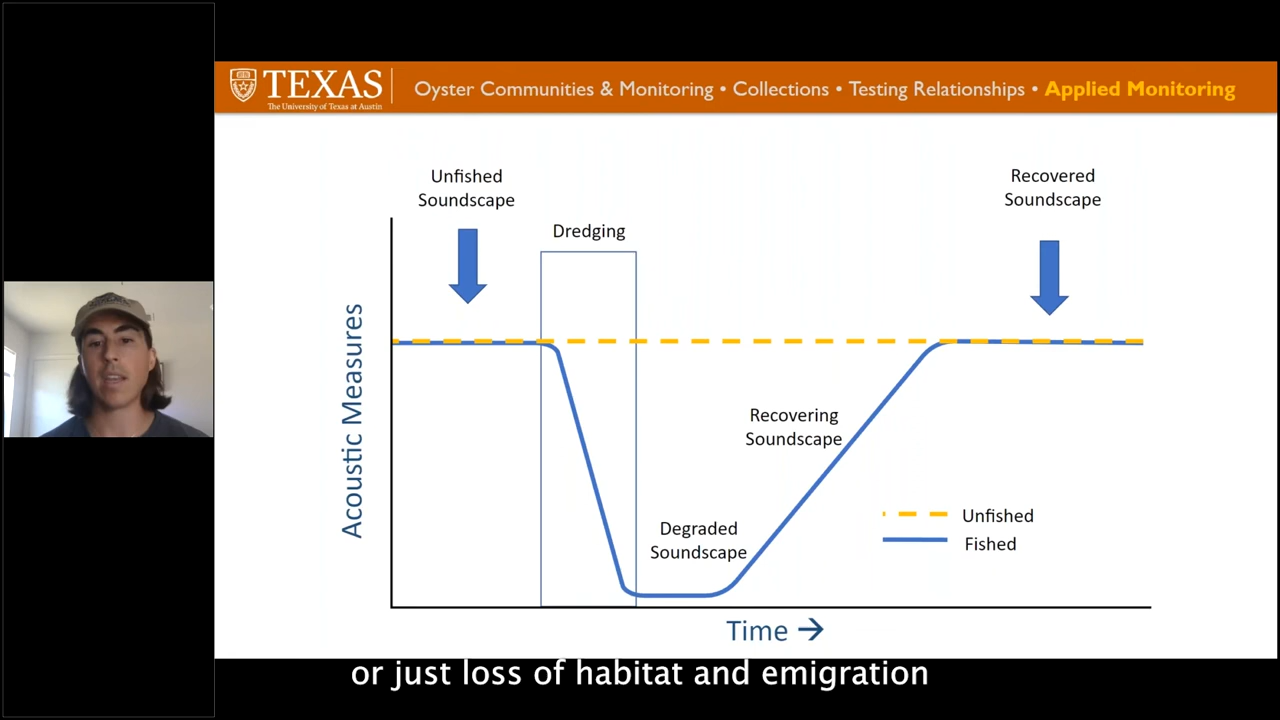 TEXAS
The University of Texas at Austin
Oyster Communities & Monitoring • Collections • Testing Relationships • Applied Monitoring
Unfished
Soundscape
Recovered
Soundscape
Dredging
Acoustic Measures
Recovering
Soundscape
Degraded
Soundscape
Unfished
Fished
Time →
or just loss of habitat and emigration